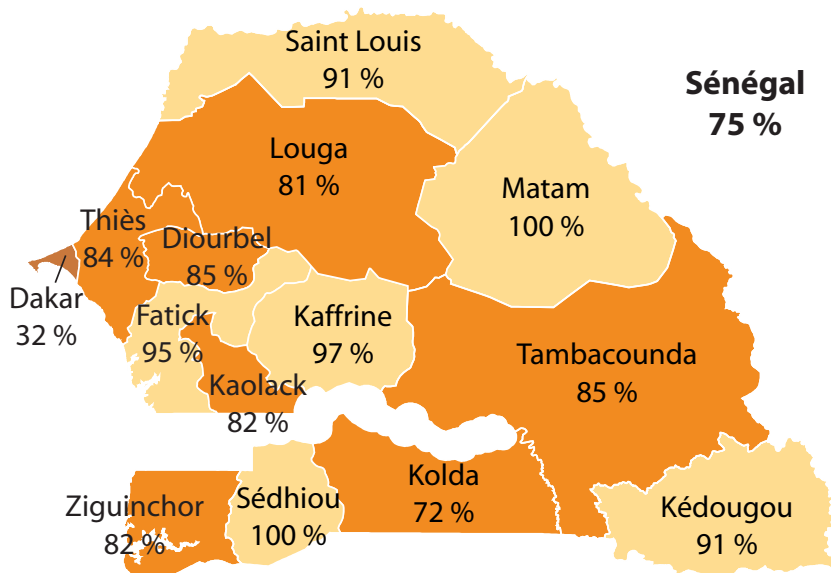 Saint Louis
91 %
Sénégal
75 %
Louga
81 %
Matam
100 %
Thiès
84 %
Diourbel
85 %
Dakar
32 %
Fatick
95 %
Kaffrine
97 %
Tambacounda
85 %
Kaolack
82 %
Kolda
72 %
Ziguinchor
82 %
Sédhiou
100 %
Kédougou
91 %